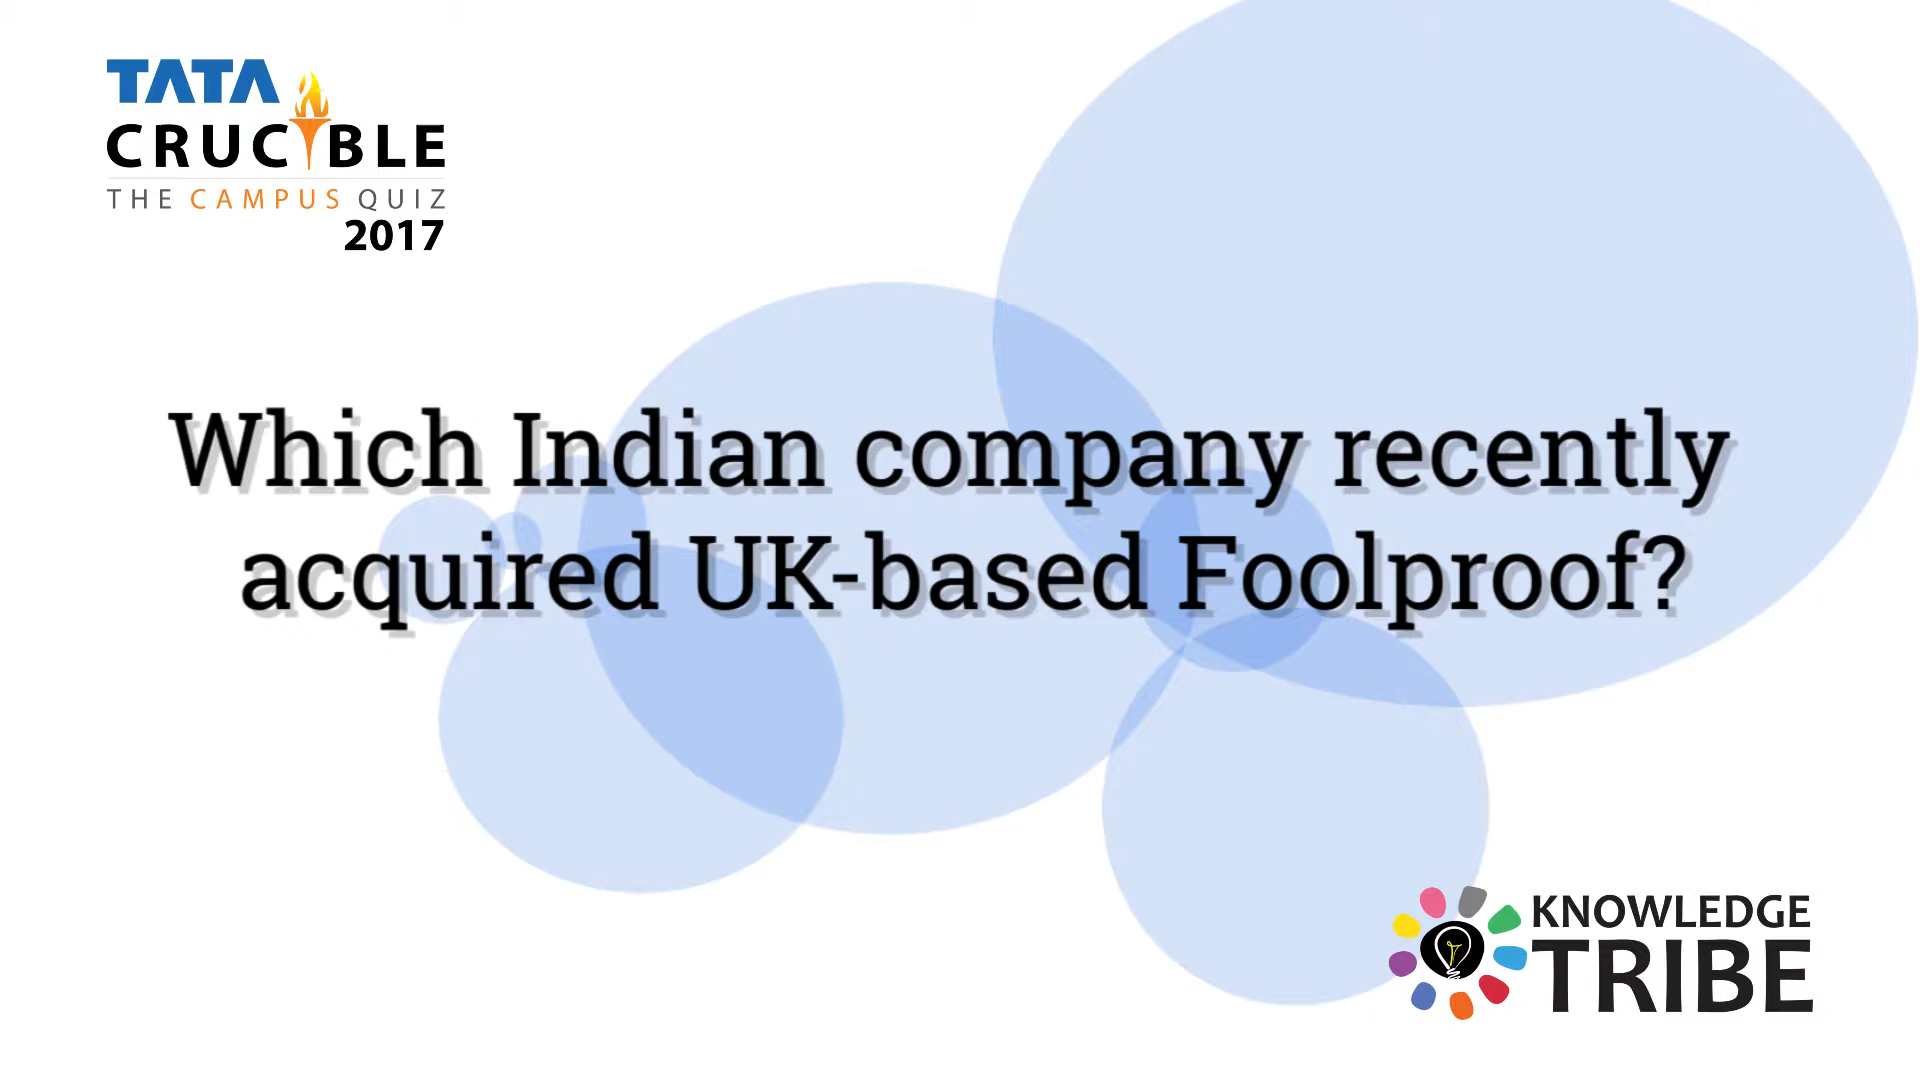 TATA
CRUCIBLE
THE CAMPUS QUIZ
2017
Which Indian company recently
acquired UK-based Foolproof?
KNOWLEDGE
TRIBE